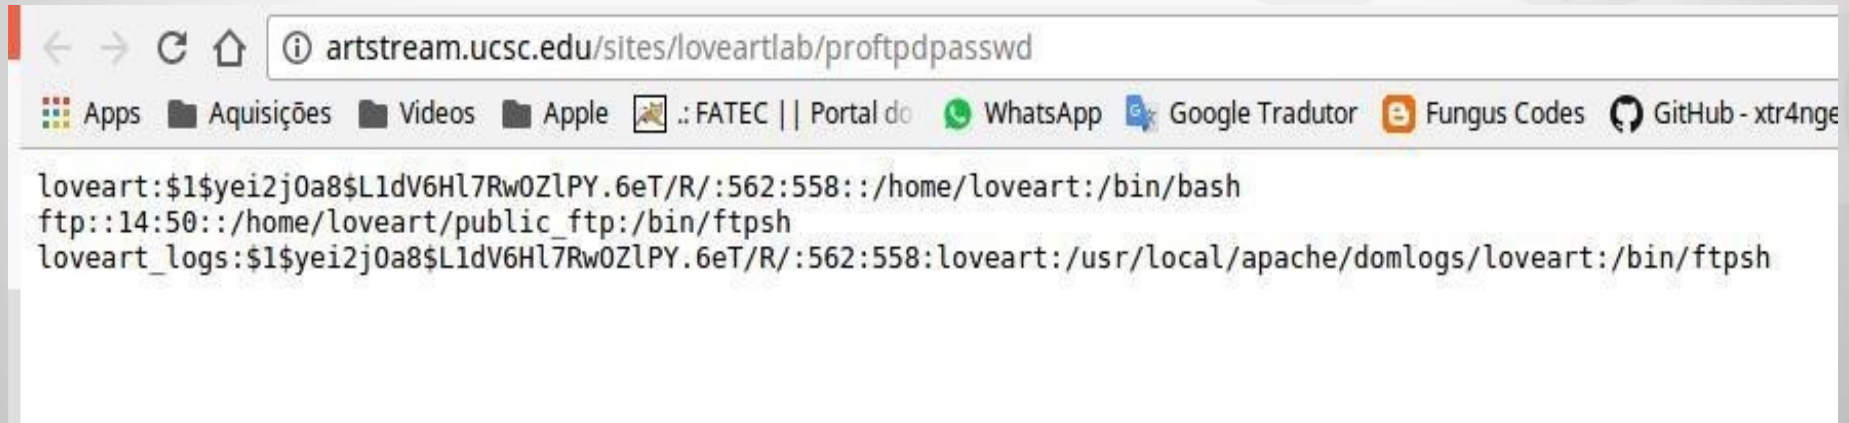 artstream.ucsc.edu/sites/loveartlab/proftpdpasswd
Apps Aquisições Videos Apple .: FATEC || Portal do WhatsApp Google Tradutor Fungus Codes GitHub - xtr4nge
loveart:$1$yei2jOa8$L1dV6Hl7RwOZlPY.6eT/R/:562:558::/home/loveart:/bin/bash
ftp::14:50::/home/loveart/public_ftp:/bin/ftpsh
loveart_logs:$1$yei2jOa8$L1dV6Hl7RwOZlPY.6eT/R/:562:558:loveart:/usr/local/apache/domlogs/loveart:/bin/ftpsh